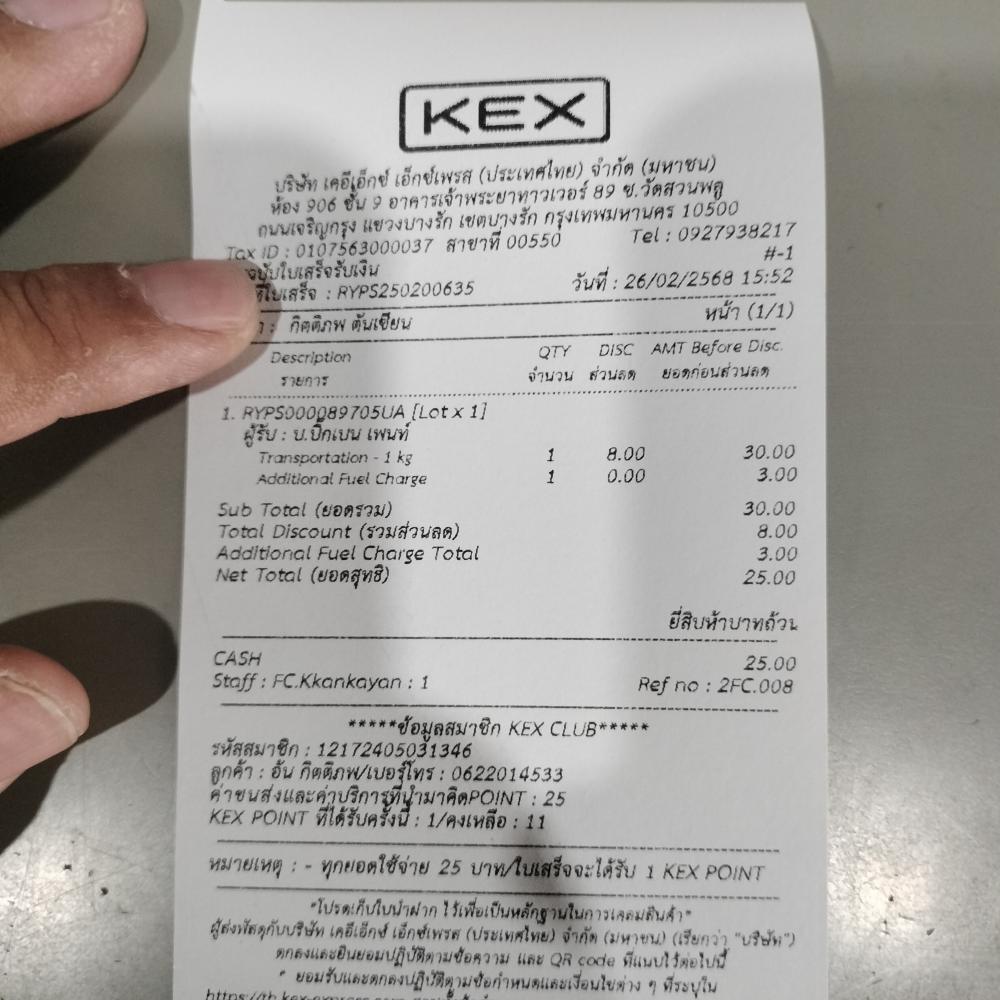 KEX
บริษัท เคอีเอ็กซ์ เอ็กซ์เพรส (ประเทศไทย) จำกัด (มหาชน)
ห้อง 906 ชั้น 9 อาคารเจ้าพระยาทาวเวอร์ 89 ซ.วัดสวนพลู
ถนนเจริญกรุง แขวงบางรัก เขตบางรัก กรุงเทพมหานคร 10500
Tax ID : 0107563000037 สาขาที่ 00550 Tel : 0927938217
#-1
ใบเสร็จรับเงิน
ใบเสร็จ : RYPS250200635 วันที่ : 26/02/2568 15:52
: กิตติภพ ตันเซียน หน้า (1/1)
Description QTY DISC AMT Before Disc.
รายการ จำนวน ส่วนลด ยอดก่อนส่วนลด
1. RYPS000089705UA [Lot x 1]
ผู้รับ : บ.บิ๊กเบน เพนท์
Transportation - 1 kg 1 8.00 30.00
Additional Fuel Charge 1 0.00 3.00
Sub Total (ยอดรวม) 30.00
Total Discount (รวมส่วนลด) 8.00
Additional Fuel Charge Total 3.00
Net Total (ยอดสุทธิ) 25.00
ยี่สิบห้าบาทถ้วน
CASH 25.00
Staff : FC.Kkankayan : 1 Ref no : 2FC.008
*****ข้อมูลสมาชิก KEX CLUB*****
รหัสสมาชิก : 12172405031346
ลูกค้า : อ้น กิตติภพ/เบอร์โทร : 0622014533
ค่าขนส่งและค่าบริการที่นำมาคิดPOINT : 25
KEX POINT ที่ได้รับครั้งนี้ : 1/คงเหลือ : 11
หมายเหตุ : - ทุกยอดใช้จ่าย 25 บาท/ใบเสร็จจะได้รับ 1 KEX POINT
"โปรดเก็บใบนำฝาก ไว้เพื่อเป็นหลักฐานในการเคลมสินค้า"
ผู้ส่งพัสดุกับบริษัท เคอีเอ็กซ์ เอ็กซ์เพรส (ประเทศไทย) จำกัด (มหาชน) (เรียกว่า "บริษัท")
ตกลงและยินยอมปฏิบัติตามข้อความ และ QR code ที่แนบไว้ต่อไปนี้
" ยอมรับและตกลงปฏิบัติตามข้อกำหนดและเงื่อนไขต่าง ๆ ที่ระบุใน